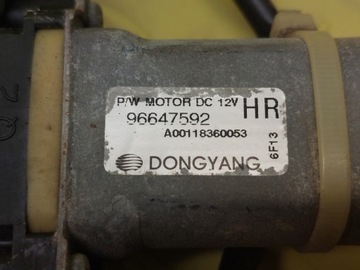 P/W MOTOR DC 12V
HR
96647592
A00118360053
6F13
DONGYANG